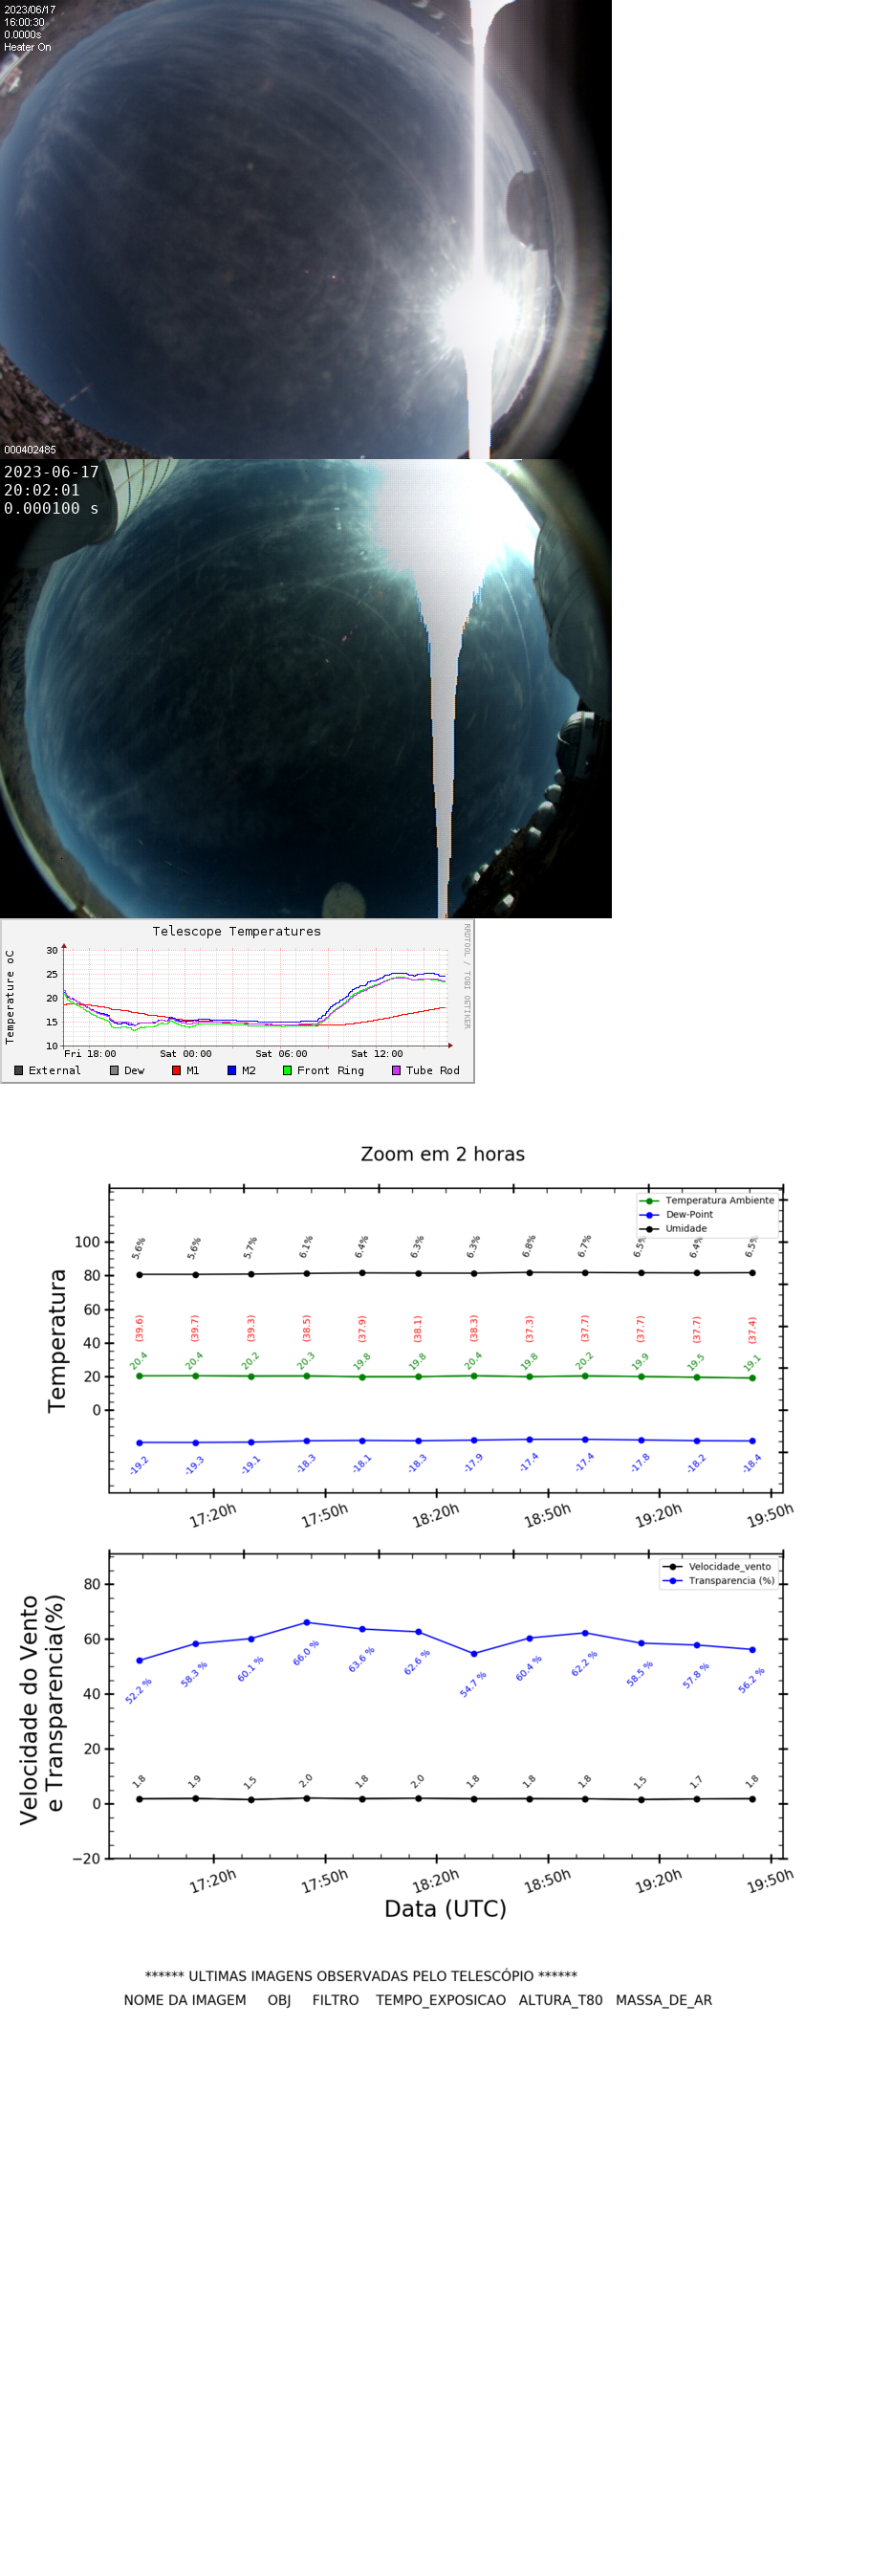 2023/06/17
16:00:30
0.0000s
Heater On
000402485
2023-06-17
20:02:01
0.000100 s
Telescope Temperatures
RRDTOOL / TOBI OETIKER
Temperature oC
30
25
20
15
10
Fri 18:00 Sat 00:00 Sat 06:00 Sat 12:00
External Dew M1 M2 Front Ring Tube Rod
Zoom em 2 horas
Temperatura
Temperatura Ambiente
Dew-Point
Umidade
100
80
60
40
20
0
5.6% 5.6% 5.7% 6.1% 6.4% 6.3% 6.3% 6.8% 6.7% 6.5% 6.4% 6.5%
(39.6) (39.7) (39.3) (38.5) (37.9) (38.1) (38.3) (37.3) (37.7) (37.7) (37.7) (37.4)
20.4 20.4 20.2 20.3 19.8 19.8 20.4 19.8 20.2 19.9 19.5 19.1
-19.2 -19.3 -19.1 -18.3 -18.1 -18.3 -17.9 -17.4 -17.4 -17.8 -18.2 -18.4
17:20h 17:50h 18:20h 18:50h 19:20h 19:50h
Velocidade do Vento
e Transparencia(%)
Velocidade_vento
Transparencia (%)
80
60
40
20
0
−20
52.2 % 58.3 % 60.1 % 66.0 % 63.6 % 62.6 % 54.7 % 60.4 % 62.2 % 58.5 % 57.8 % 56.2 %
1.8 1.9 1.5 2.0 1.8 2.0 1.8 1.8 1.8 1.5 1.7 1.8
17:20h 17:50h 18:20h 18:50h 19:20h 19:50h
Data (UTC)
****** ULTIMAS IMAGENS OBSERVADAS PELO TELESCÓPIO ******
NOME DA IMAGEM OBJ FILTRO TEMPO_EXPOSICAO ALTURA_T80 MASSA_DE_AR